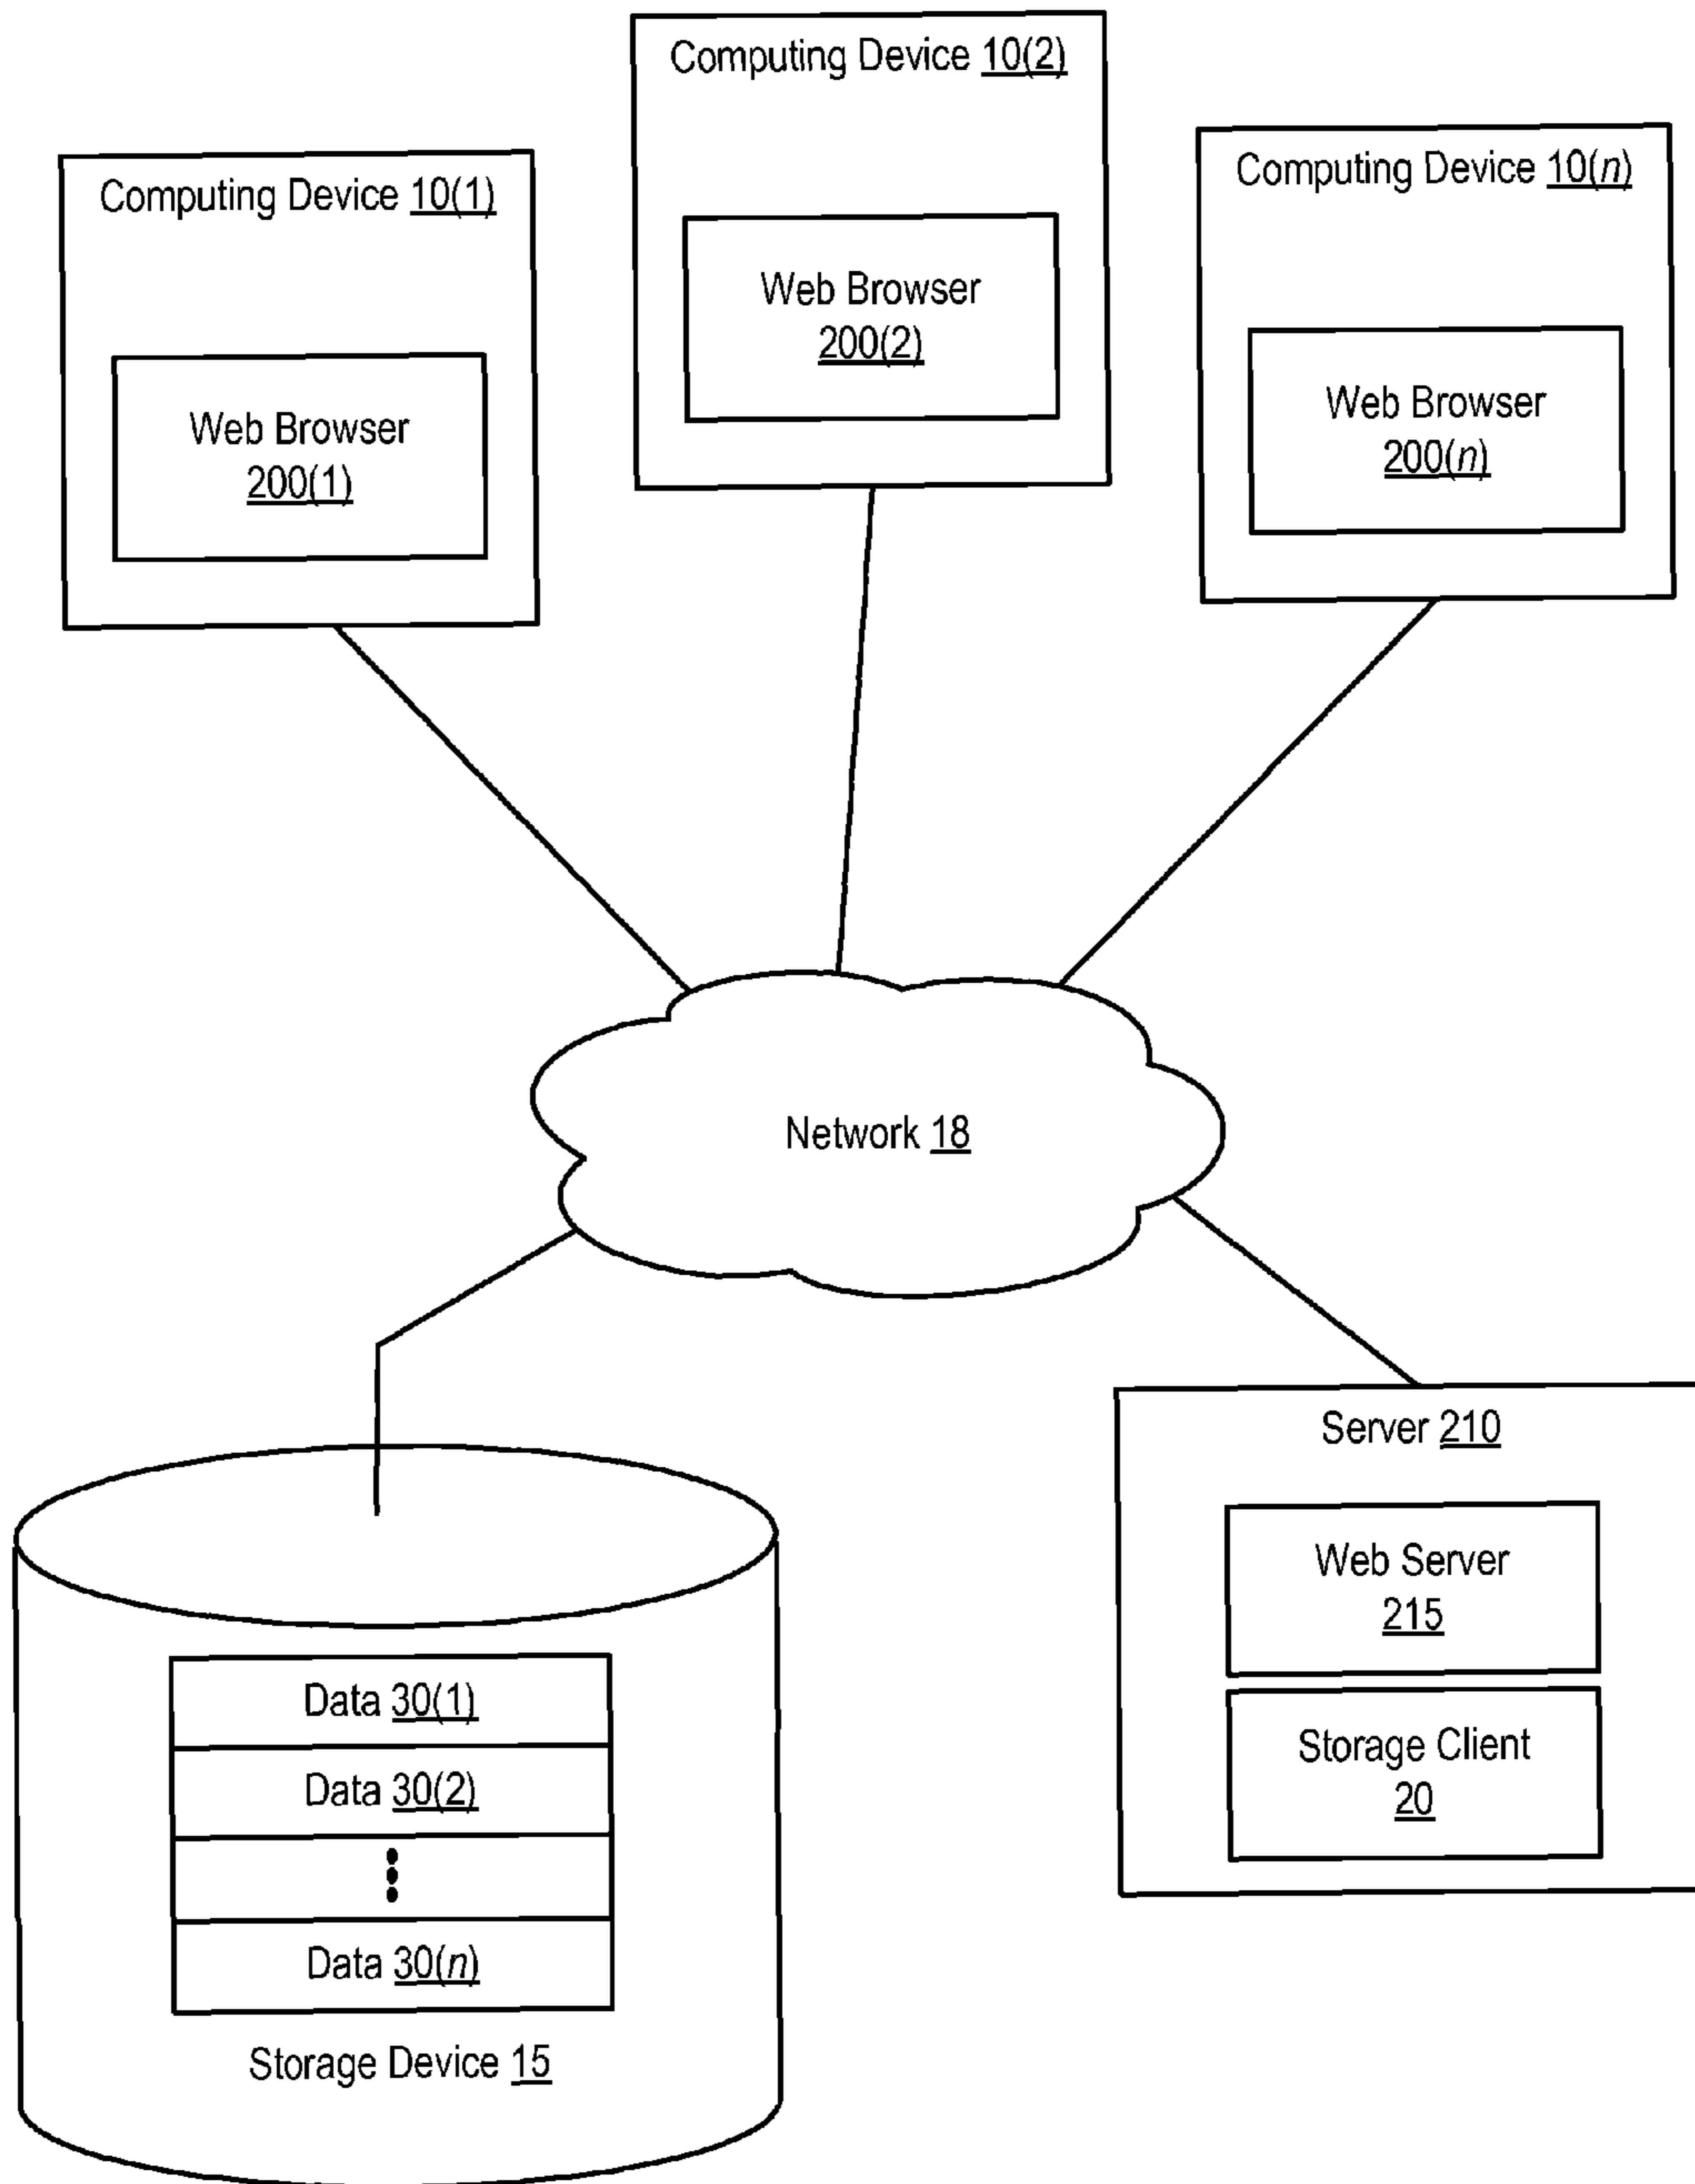 Computing Device 10(1)
Web Browser
200(1)
Computing Device 10(2)
Web Browser
200(2)
Computing Device 10(n)
Web Browser
200(n)
Network 18
Data 30(1)
Data 30(2)
Data 30(n)
Storage Device 15
Server 210
Web Server
215
Storage Client
20